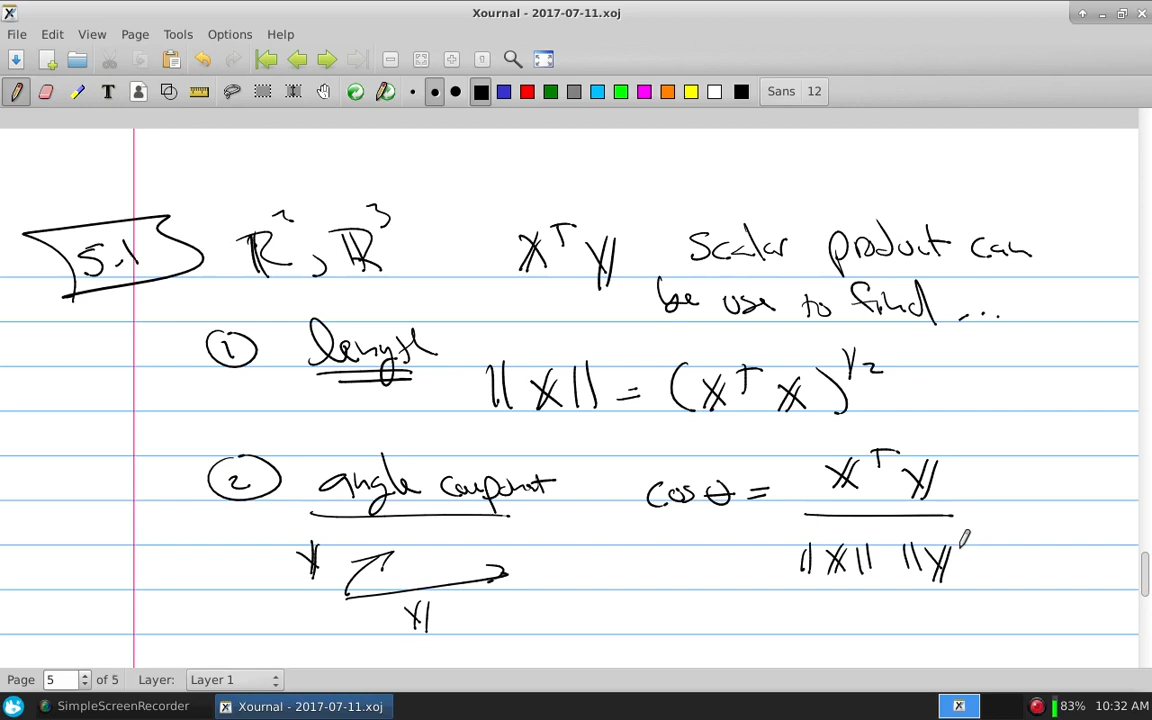 Xournal - 2017-07-11.xoj
File Edit View Page Tools Options Help
Sans 12
5.1 ℝ², ℝ³ 𝕏ᵀ𝕐 scalar product can
be use to find ...
① length ||𝕏|| = (𝕏ᵀ𝕏)^1/2
② angle component cos θ = 𝕏ᵀ𝕐
𝕐 ||𝕏|| ||𝕐
𝕏
Page 5 of 5 Layer: Layer 1
SimpleScreenRecorder Xournal - 2017-07-11.xoj 83% 10:32 AM